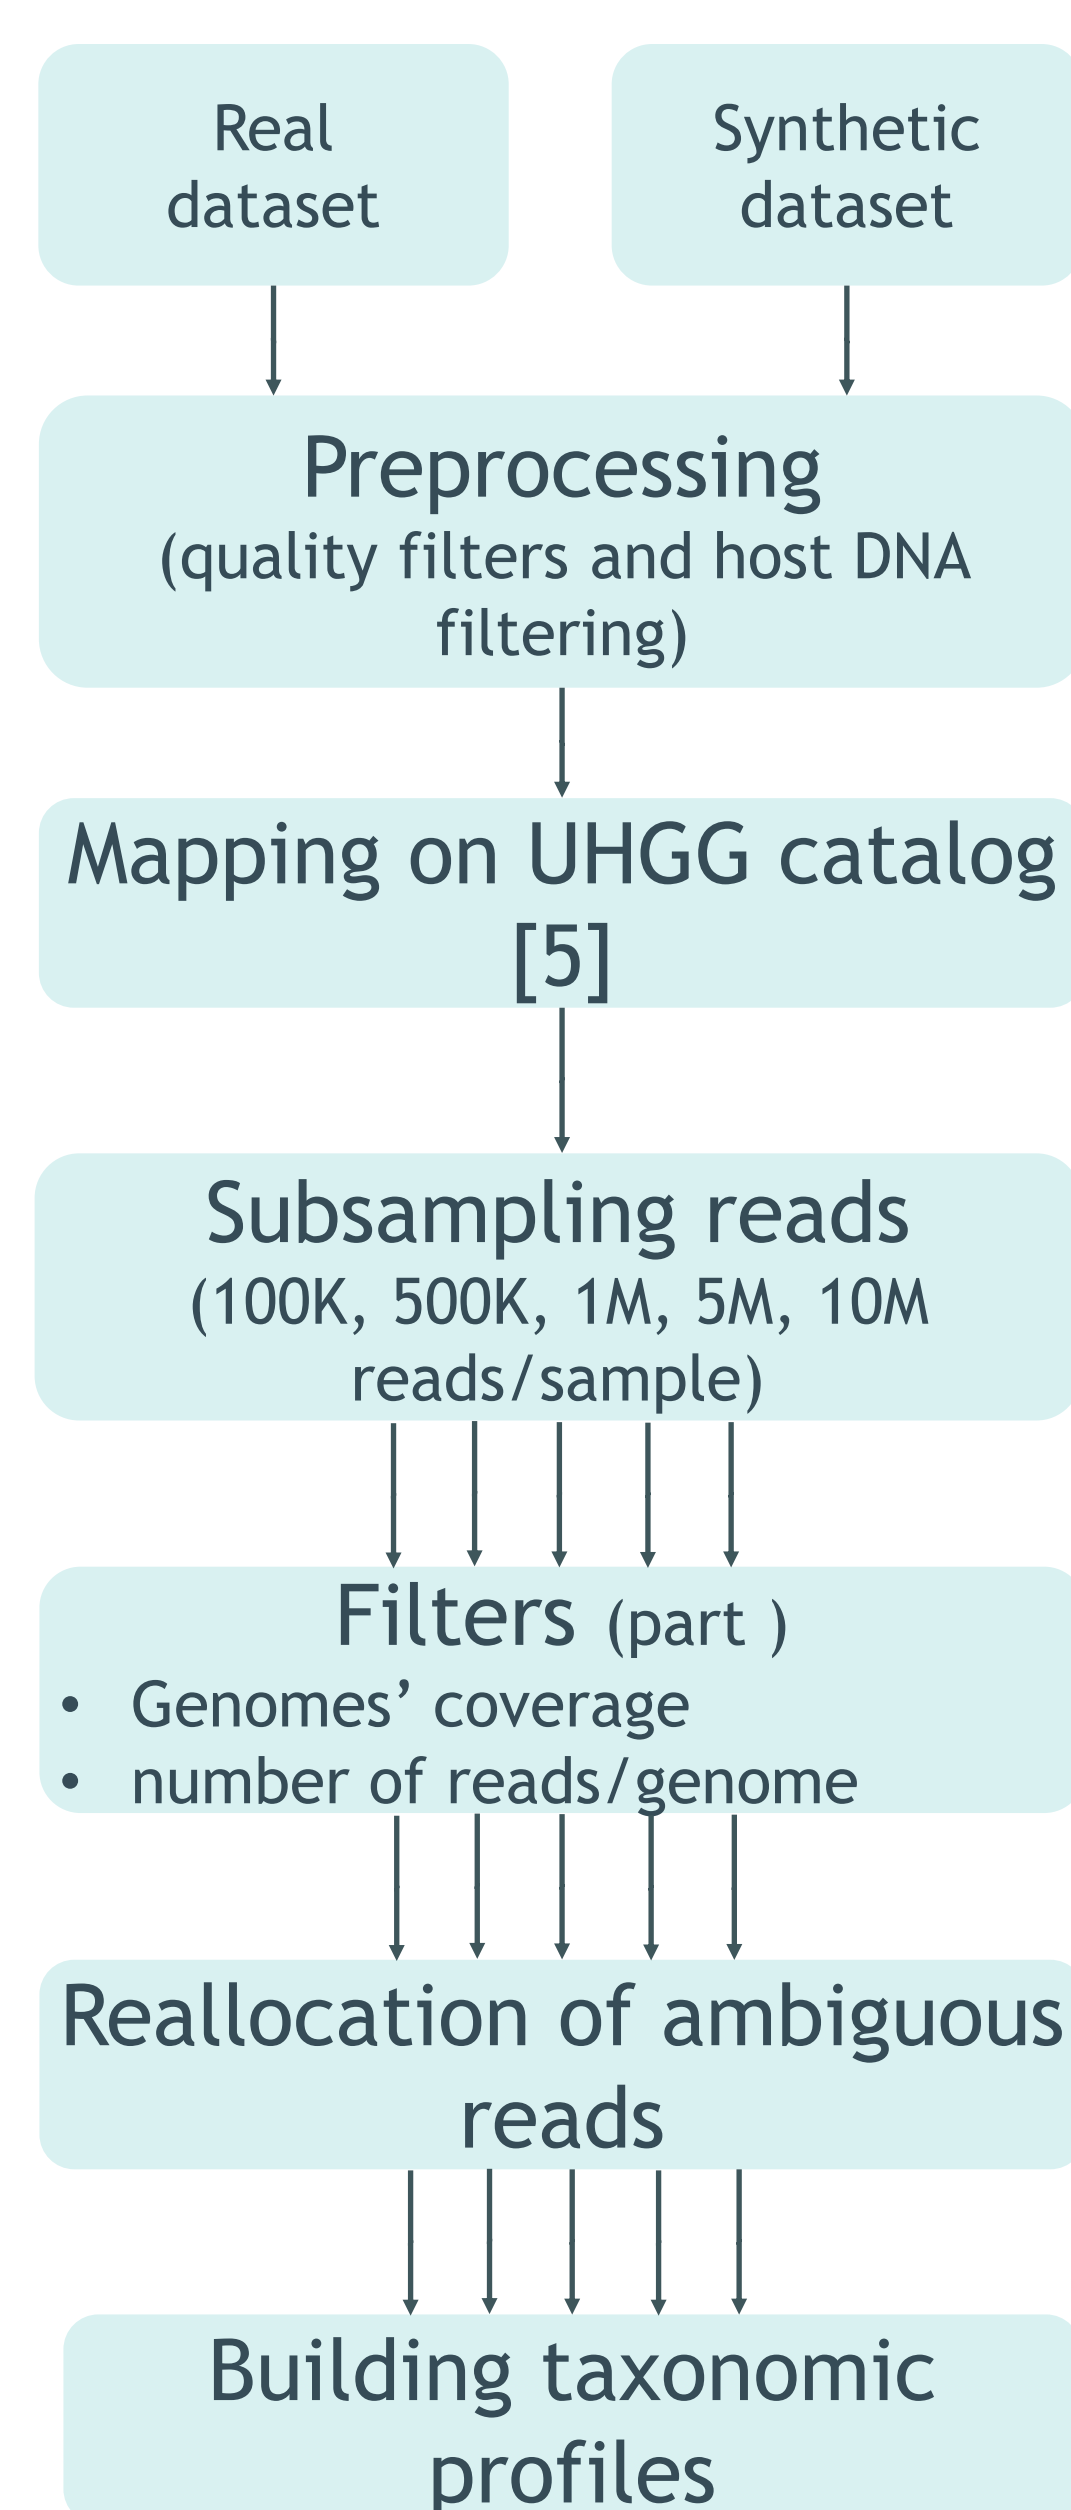 Real
dataset
Synthetic
dataset
Preprocessing
(quality filters and host DNA
filtering)
Mapping on UHGG catalog
[5]
Subsampling reads
(100K, 500K, 1M, 5M, 10M
reads/sample)
Filters (part )
• Genomes’ coverage
• number of reads/genome
Reallocation of ambiguous
reads
Building taxonomic
profiles